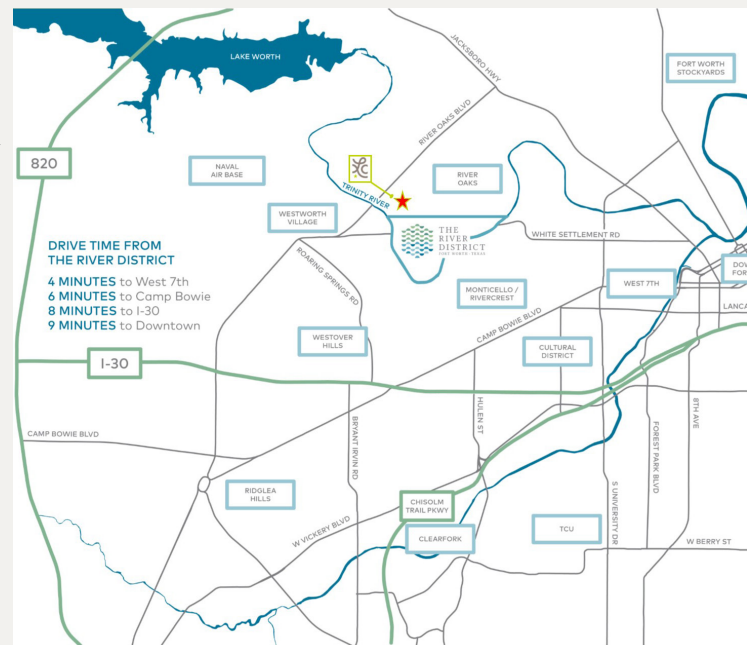 LAKE WORTH
JACKSBORO HWY
FORT WORTH
STOCKYARDS
RIVER OAKS BLVD
820
NAVAL
AIR BASE
RIVER
OAKS
TRINITY RIVER
WESTWORTH
VILLAGE
THE
RIVER
DISTRICT
FORT WORTH, TEXAS
WHITE SETTLEMENT RD
DRIVE TIME FROM
THE RIVER DISTRICT
4 MINUTES to West 7th
6 MINUTES to Camp Bowie
8 MINUTES to I-30
9 MINUTES to Downtown
ROARING SPRINGS RD
MONTICELLO /
RIVERCREST
WEST 7TH
DOW
FOR
LANCA
CAMP BOWIE BLVD
WESTOVER
HILLS
CULTURAL
DISTRICT
I-30
HULEN ST
BRYANT IRVIN RD
FOREST PARK BLVD
8TH AVE
CAMP BOWIE BLVD
RIDGLEA
HILLS
CHISOLM
TRAIL PKWY
S UNIVERSITY DR
W VICKERY BLVD
CLEARFORK
TCU
W BERRY ST